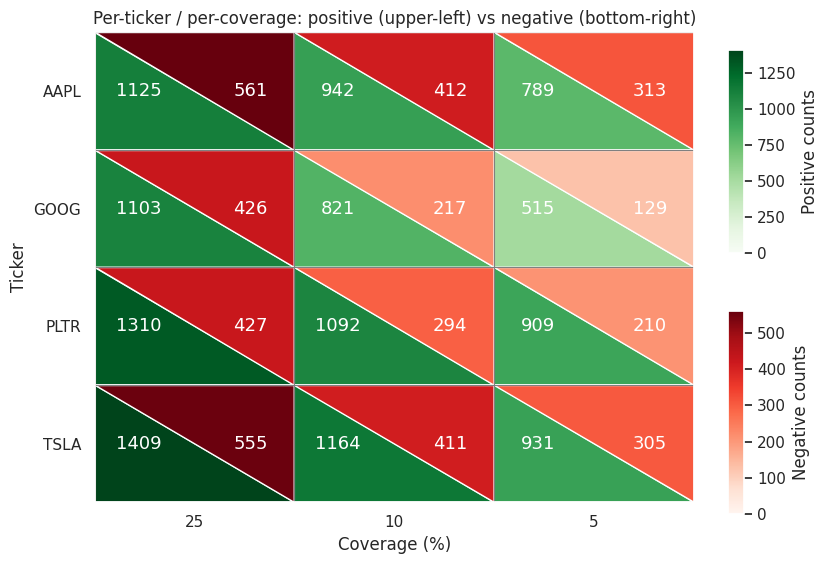 Per-ticker / per-coverage: positive (upper-left) vs negative (bottom-right)
Ticker
AAPL 1125 561 942 412 789 313
GOOG 1103 426 821 217 515 129
PLTR 1310 427 1092 294 909 210
TSLA 1409 555 1164 411 931 305
25 10 5
Coverage (%)
1250
1000
750
500
250
0
Positive counts
500
400
300
200
100
0
Negative counts